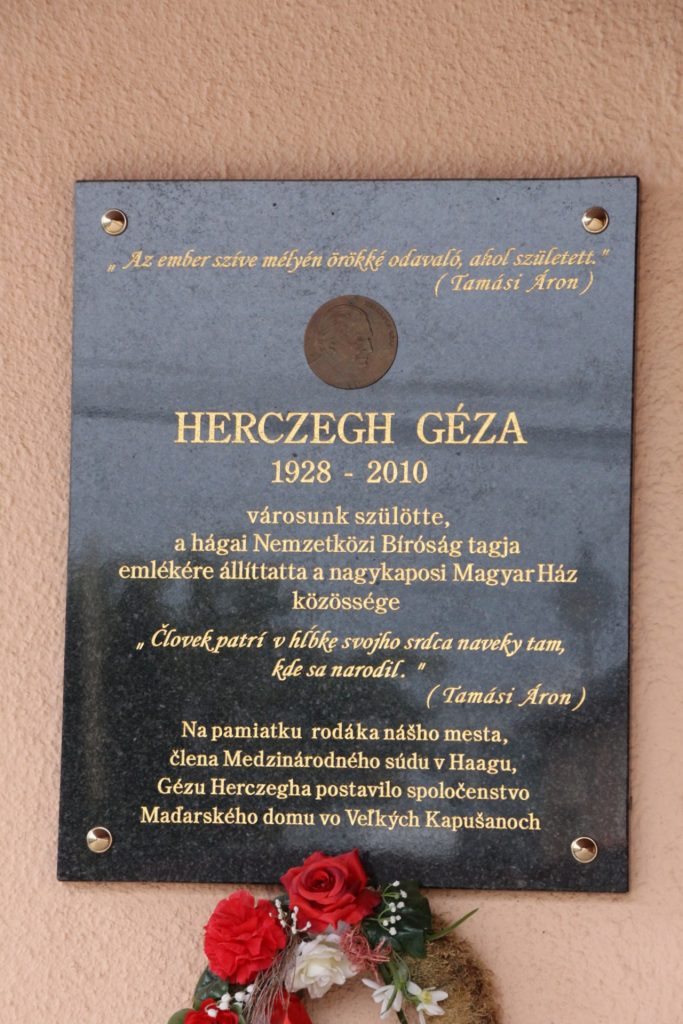 „ Az ember szíve mélyén örökké odavaló, ahol született."
( Tamási Áron )
HERCZEGH GÉZA
1928 - 2010
városunk szülötte,
a hágai Nemzetközi Bíróság tagja
emlékére állíttatta a nagykaposi Magyar Ház
közössége
„ Človek patrí v hĺbke svojho srdca naveky tam,
kde sa narodil. "
( Tamási Áron )
Na pamiatku rodáka nášho mesta,
člena Medzinárodného súdu v Haagu,
Gézu Herczegha postavilo spoločenstvo
Maďarského domu vo Veľkých Kapušanoch